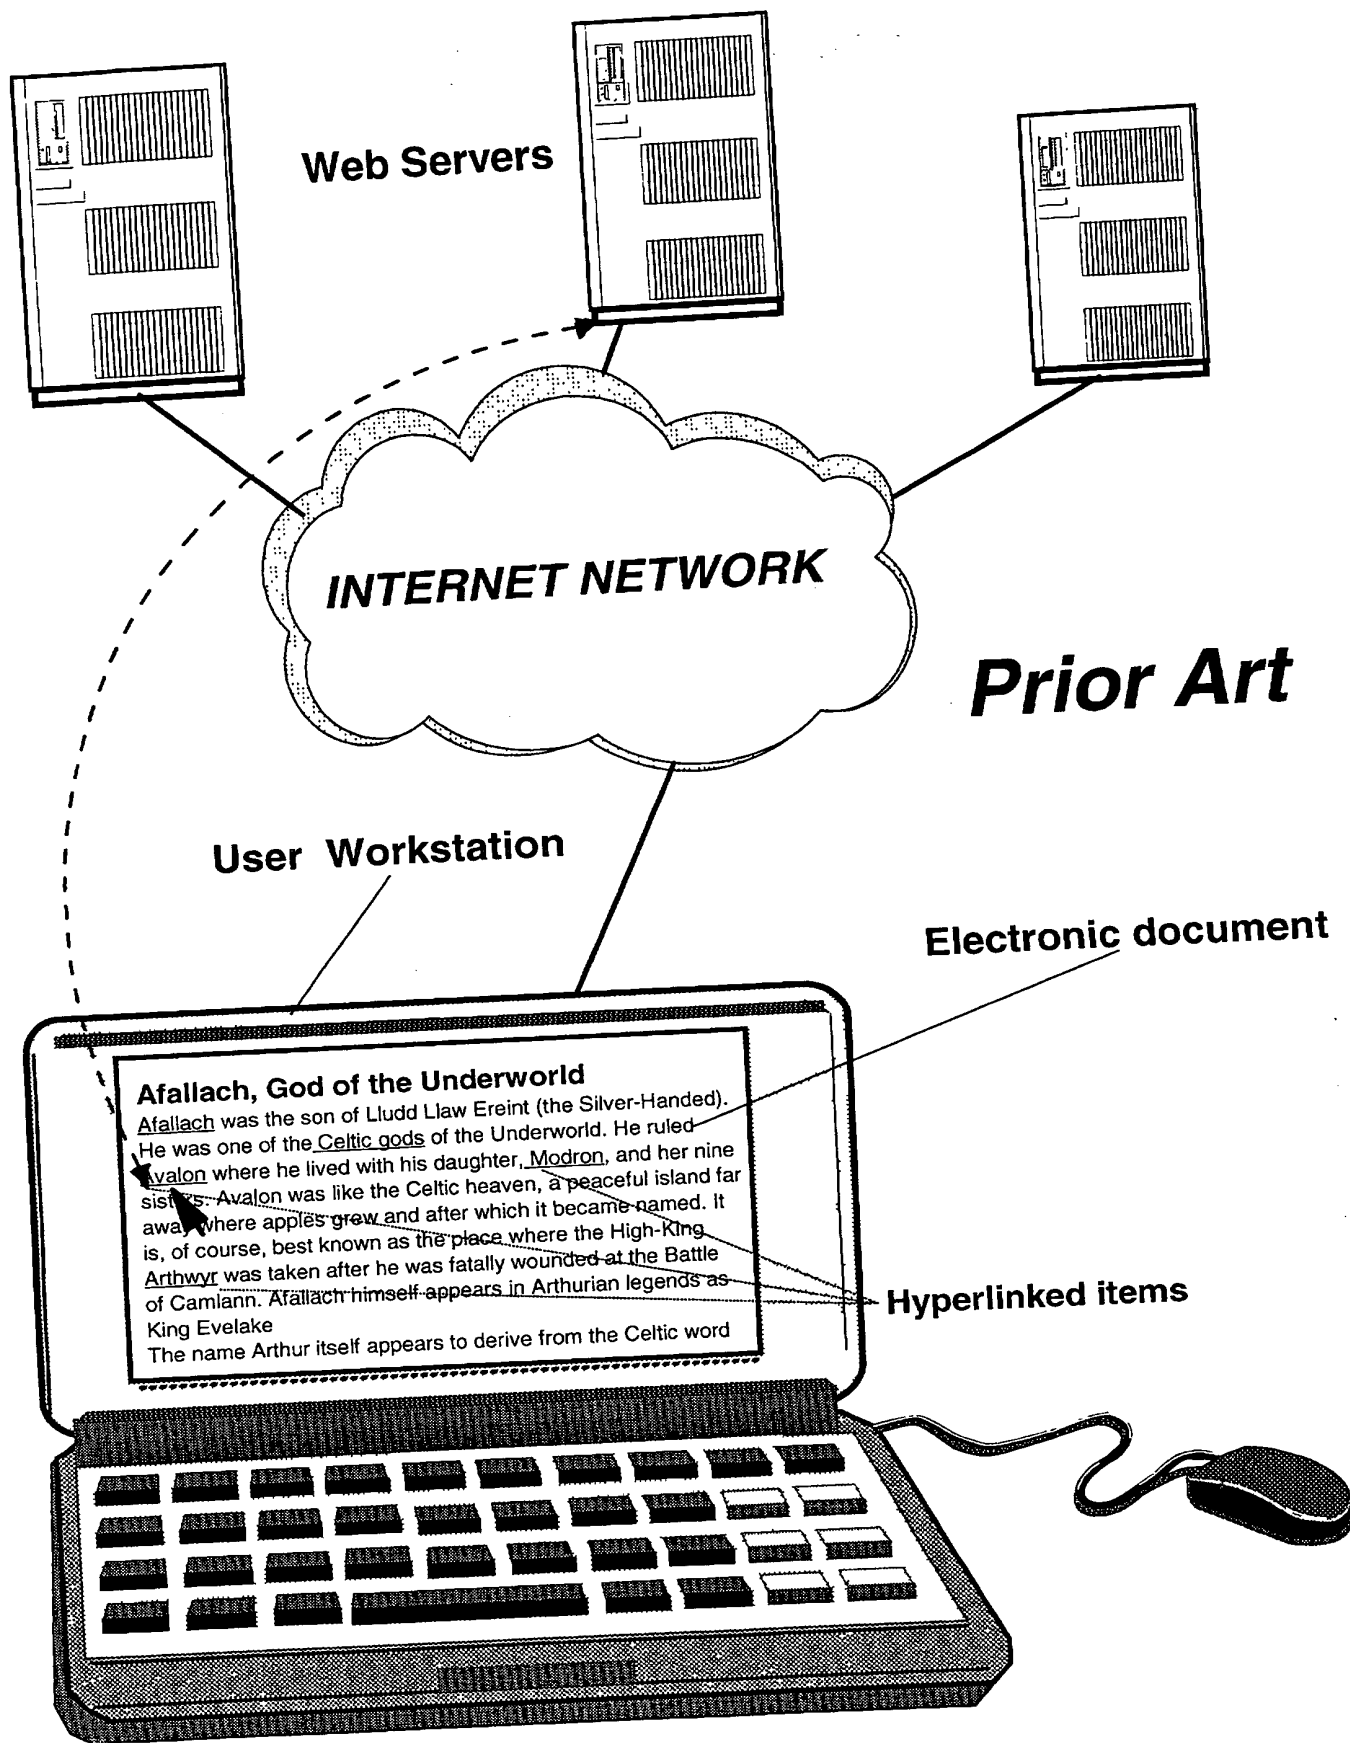 Web Servers
INTERNET NETWORK
Prior Art
User Workstation
Electronic document
Afallach, God of the Underworld
Afallach was the son of Lludd Llaw Ereint (the Silver-Handed).
He was one of the Celtic gods of the Underworld. He ruled
Avalon where he lived with his daughter, Modron, and her nine
sisters. Avalon was like the Celtic heaven, a peaceful island far
away where apples grew and after which it became named. It
is, of course, best known as the place where the High-King
Arthwyr was taken after he was fatally wounded at the Battle
of Camlann. Afallach himself appears in Arthurian legends as
King Evelake
The name Arthur itself appears to derive from the Celtic word
Hyperlinked items